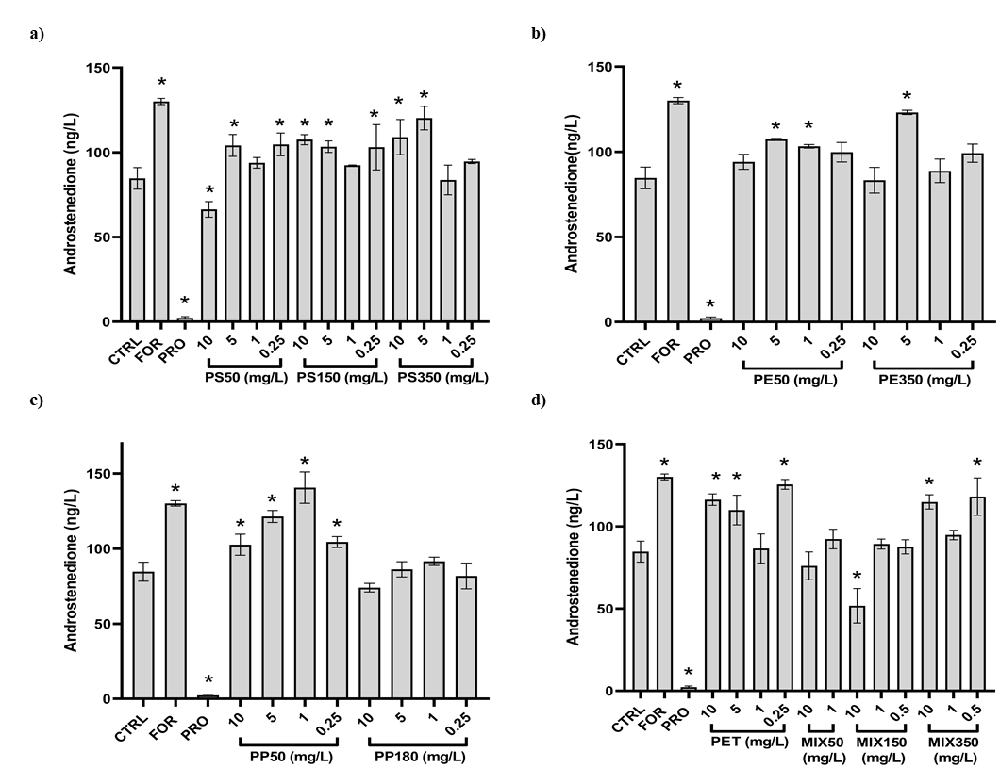 a)
Androstenedione (ng/L)
150
100
50
0
* * * * * * * * * *
CTRL FOR PRO 10 5 1 0.25 10 5 1 0.25 10 5 1 0.25
PS50 (mg/L) PS150 (mg/L) PS350 (mg/L)
b)
Androstenedione(ng/L)
150
100
50
0
* * * * *
CTRL FOR PRO 10 5 1 0.25 10 5 1 0.25
PE50 (mg/L) PE350 (mg/L)
c)
Androstenedione (ng/L)
150
100
50
0
* * * * * *
CTRL FOR PRO 10 5 1 0.25 10 5 1 0.25
PP50 (mg/L) PP180 (mg/L)
d)
Androstenedione (ng/L)
150
100
50
0
* * * * * * * *
CTRL FOR PRO 10 5 1 0.25 10 1 10 1 0.5 10 1 0.5
PET (mg/L) MIX50 MIX150 MIX350
(mg/L) (mg/L) (mg/L)